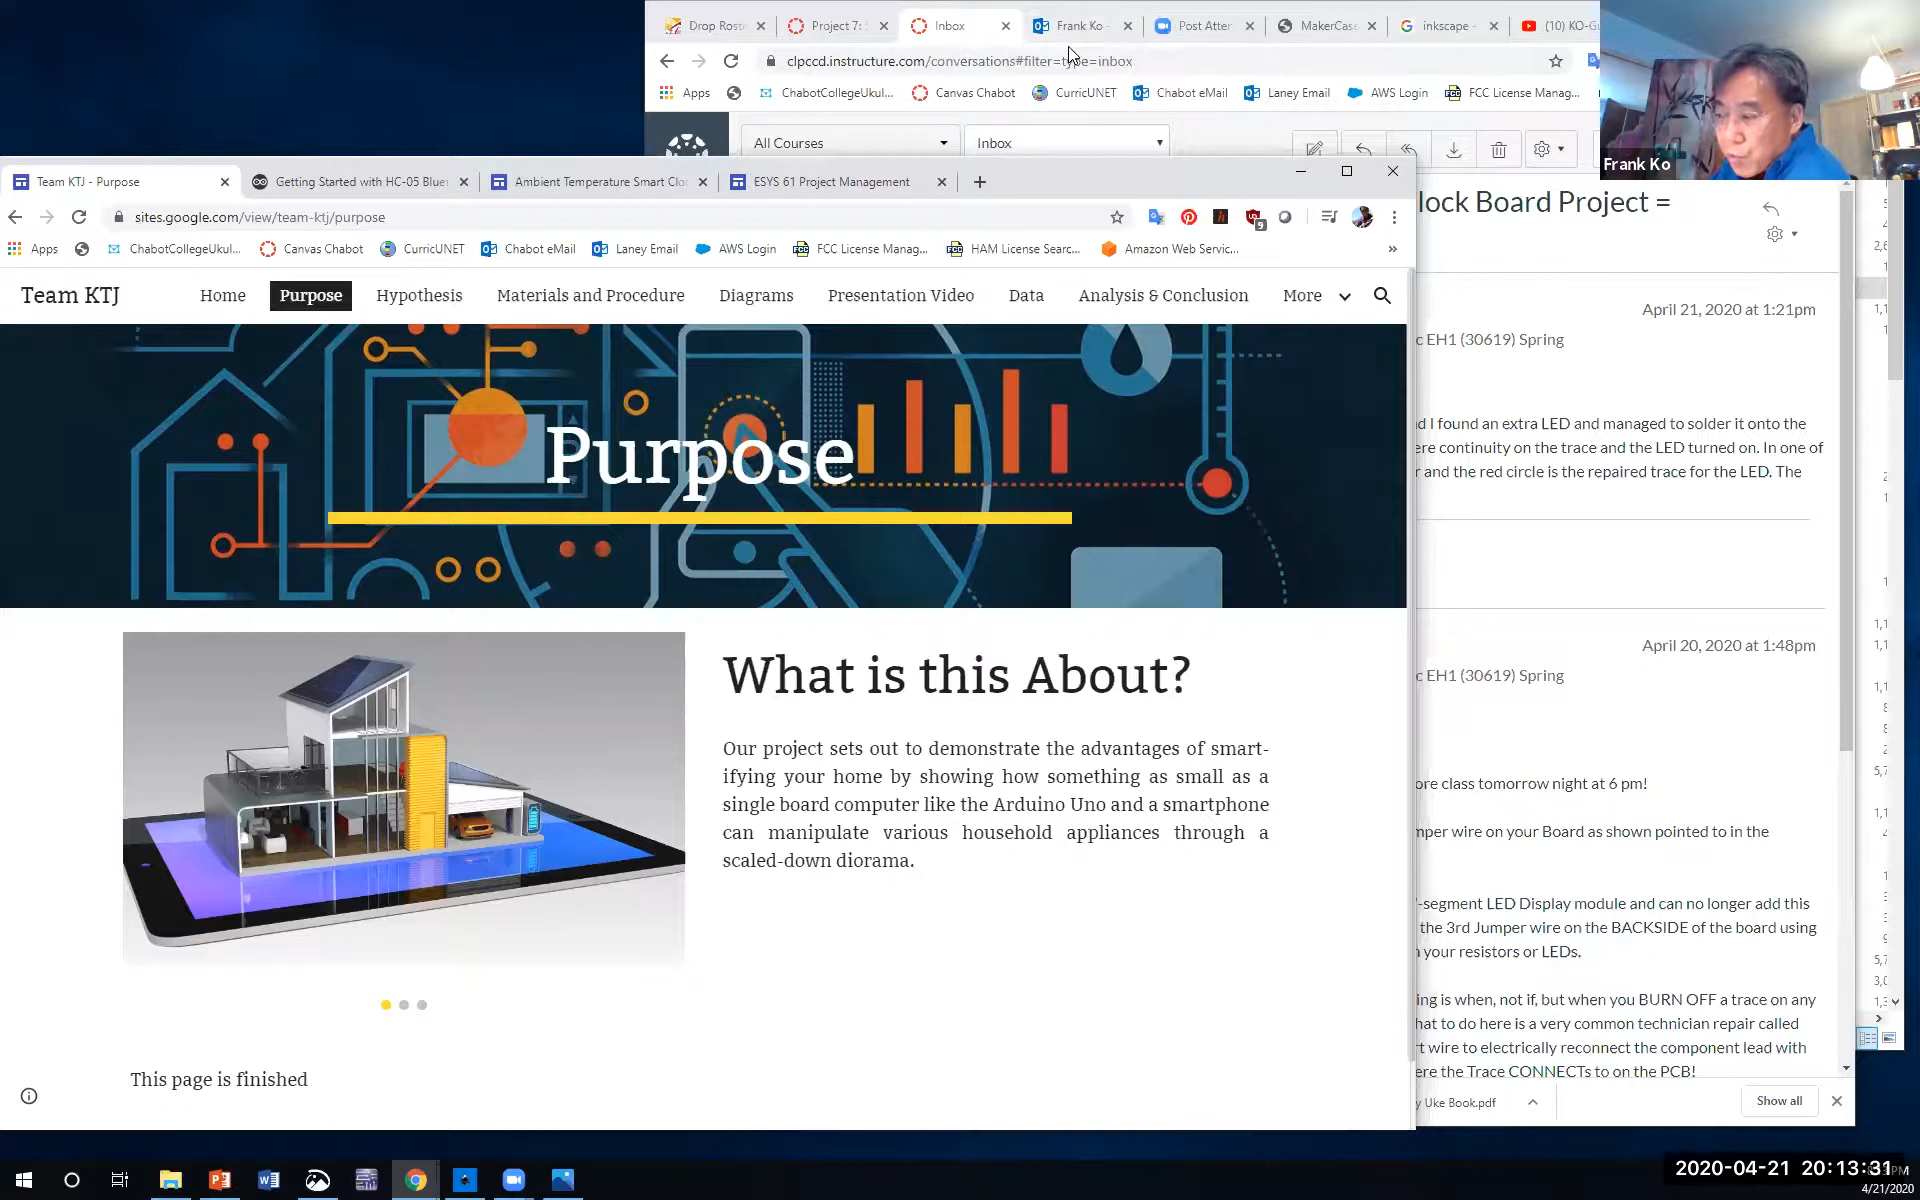 Drop Roste
Project 7:
Inbox
Frank Ko -
Post Atter
MakerCase
inkscape -
(10) KO-G
clpccd.instructure.com/conversations#filter=type=inbox
Apps
ChabotCollegeUkul...
Canvas Chabot
CurricUNET
Chabot eMail
Laney Email
AWS Login
FCC License Manag...
All Courses
Inbox
Frank Ko
Team KTJ - Purpose
Getting Started with HC-05 Blue
Ambient Temperature Smart Clo
ESYS 61 Project Management
sites.google.com/view/team-ktj/purpose
9
Apps
ChabotCollegeUkul...
Canvas Chabot
CurricUNET
Chabot eMail
Laney Email
AWS Login
FCC License Manag...
HAM License Searc...
Amazon Web Servic...
»
Team KTJ
Home
Purpose
Hypothesis
Materials and Procedure
Diagrams
Presentation Video
Data
Analysis & Conclusion
More
Purpose
What is this About?
Our project sets out to demonstrate the advantages of smart-
ifying your home by showing how something as small as a
single board computer like the Arduino Uno and a smartphone
can manipulate various household appliances through a
scaled-down diorama.
This page is finished
lock Board Project =
April 21, 2020 at 1:21pm
c EH1 (30619) Spring
d I found an extra LED and managed to solder it onto the
ere continuity on the trace and the LED turned on. In one of
r and the red circle is the repaired trace for the LED. The
April 20, 2020 at 1:48pm
c EH1 (30619) Spring
ore class tomorrow night at 6 pm!
mper wire on your Board as shown pointed to in the
-segment LED Display module and can no longer add this
the 3rd Jumper wire on the BACKSIDE of the board using
n your resistors or LEDs.
ing is when, not if, but when you BURN OFF a trace on any
hat to do here is a very common technician repair called
rt wire to electrically reconnect the component lead with
ere the Trace CONNECTs to on the PCB!
y Uke Book.pdf
Show all
2020-04-21 20:13:31
4/21/2020